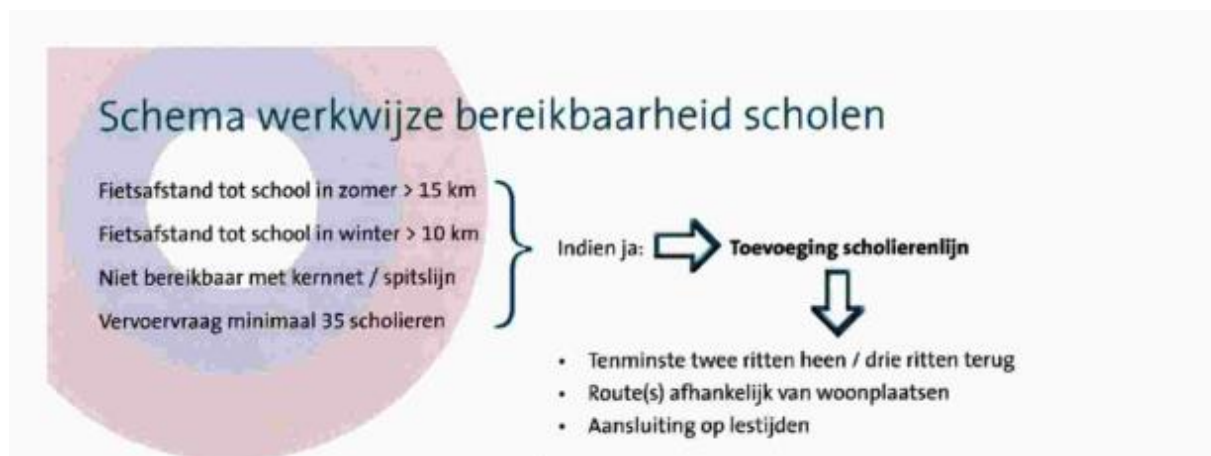 Schema werkwijze bereikbaarheid scholen
Fietsafstand tot school in zomer > 15 km
Fietsafstand tot school in winter > 10 km
Niet bereikbaar met kernnet / spitslijn
Vervoervraag minimaal 35 scholieren
Indien ja:
Toevoeging scholierenlijn
• Tenminste twee ritten heen / drie ritten terug
• Route(s) afhankelijk van woonplaatsen
• Aansluiting op lestijden